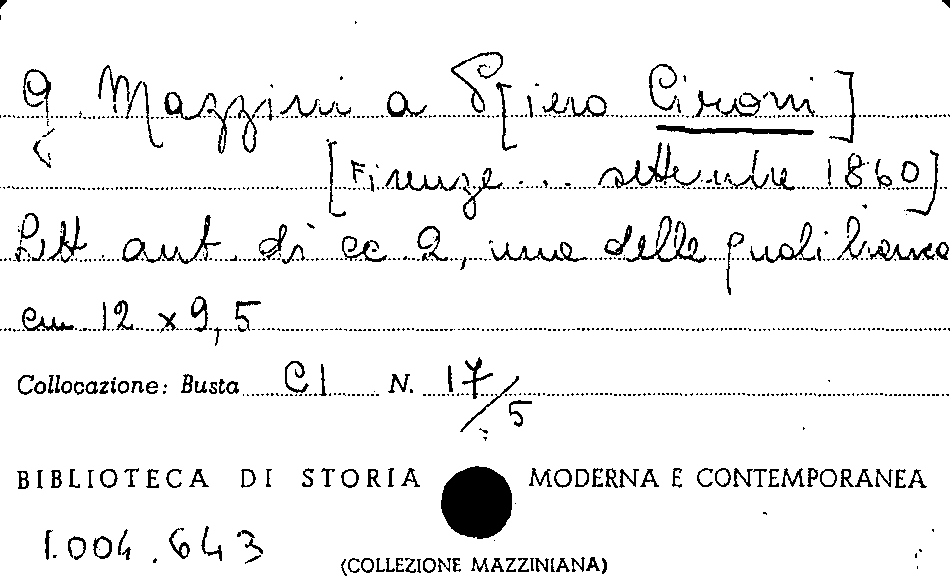 G. Mazzini a P[iero Cironi]
[Firenze... settembre 1860]
Lett. aut. di cc. 2, una delle quali bianca
cm. 12 x 9,5
Collocazione: Busta CI N. 17/5
BIBLIOTECA DI STORIA MODERNA E CONTEMPORANEA
1.004.643
(COLLEZIONE MAZZINIANA)